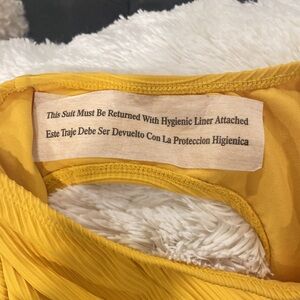 This Suit Must Be Returned With Hygienic Liner Attached
Este Traje Debe Ser Devuelto Con La Proteccion Higienica